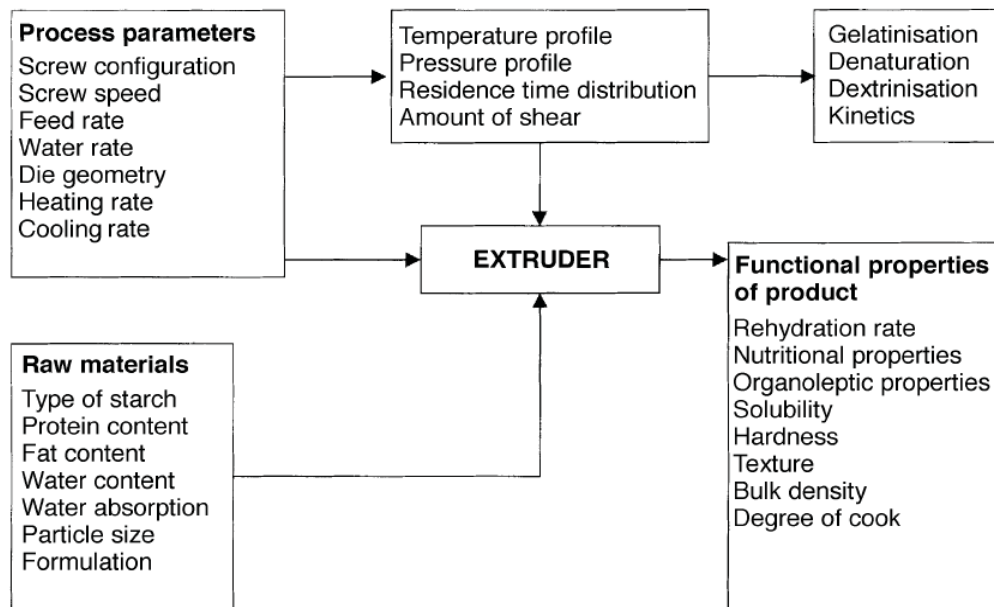 Process parameters
Screw configuration
Screw speed
Feed rate
Water rate
Die geometry
Heating rate
Cooling rate
Temperature profile
Pressure profile
Residence time distribution
Amount of shear
Gelatinisation
Denaturation
Dextrinisation
Kinetics
EXTRUDER
Raw materials
Type of starch
Protein content
Fat content
Water content
Water absorption
Particle size
Formulation
Functional properties
of product
Rehydration rate
Nutritional properties
Organoleptic properties
Solubility
Hardness
Texture
Bulk density
Degree of cook